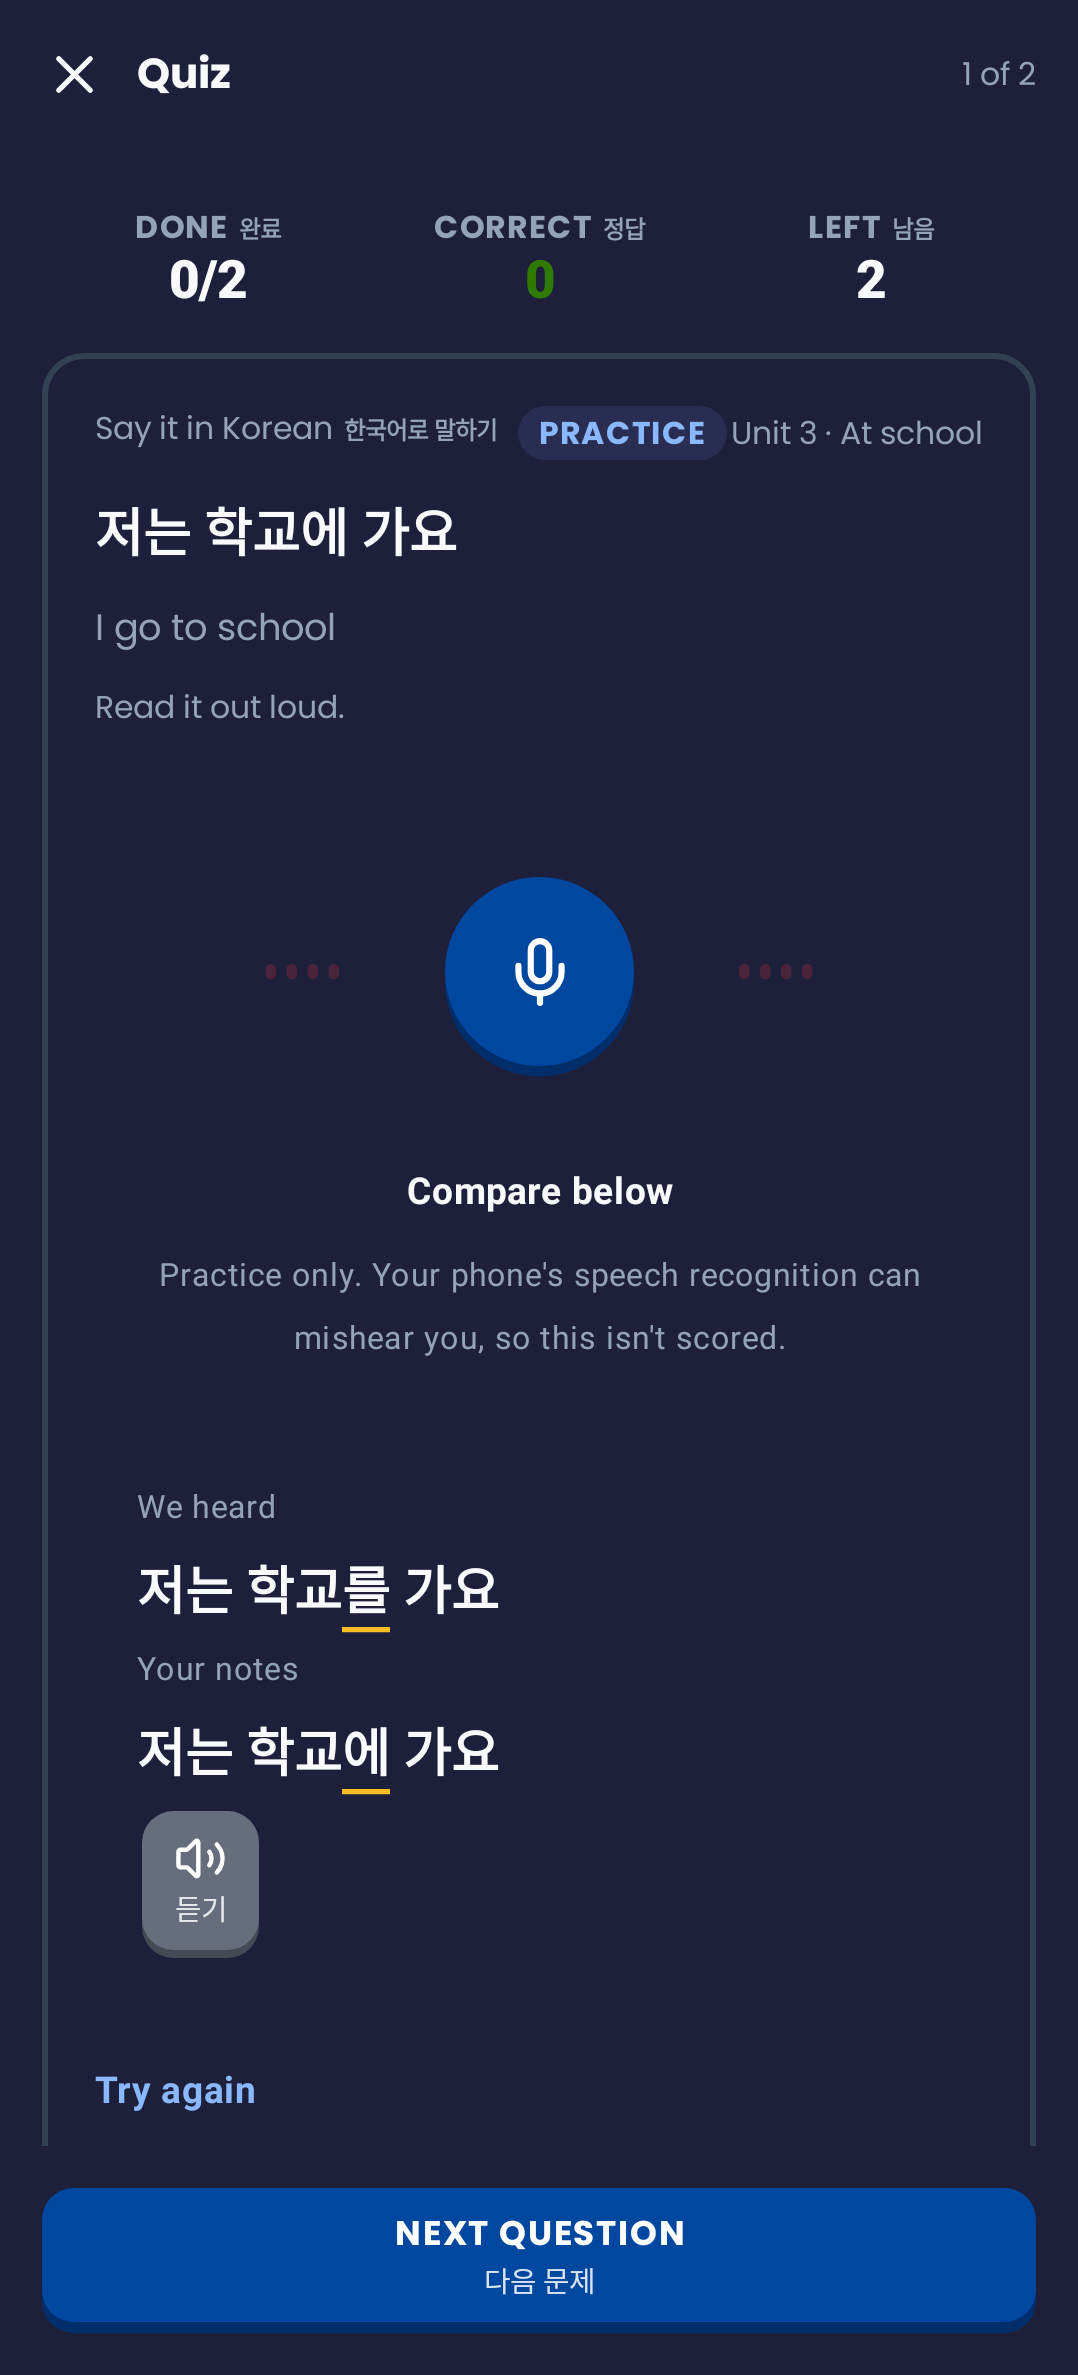 Quiz
1 of 2
DONE 완료
CORRECT 정답
LEFT 남음
0/2
0
2
Say it in Korean 한국어로 말하기
PRACTICE
Unit 3 · At school
저는 학교에 가요
I go to school
Read it out loud.
Compare below
Practice only. Your phone's speech recognition can
mishear you, so this isn't scored.
We heard
저는 학교를 가요
Your notes
저는 학교에 가요
듣기
Try again
NEXT QUESTION
다음 문제